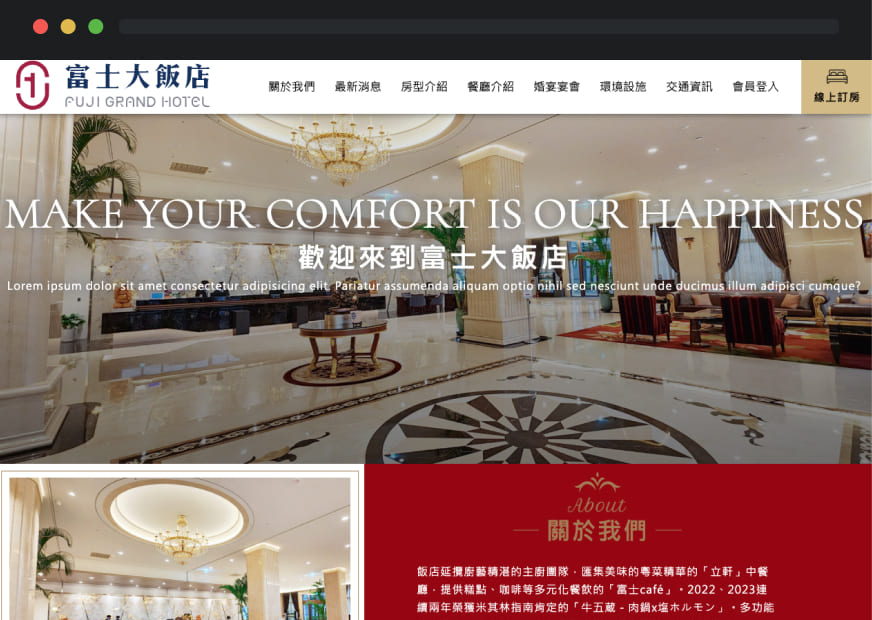 富士大飯店
FUJI GRAND HOTEL
關於我們 最新消息 房型介紹 餐廳介紹 婚宴宴會 環境設施 交通資訊 會員登入
線上訂房
MAKE YOUR COMFORT IS OUR HAPPINESS
歡迎來到富士大飯店
Lorem ipsum dolor sit amet consectetur adipisicing elit. Pariatur assumenda aliquam optio nihil sed nesciunt unde ducimus illum adipisci cumque?
About
關於我們
飯店延攬廚藝精湛的主廚團隊，匯集美味的粵菜精華的「立軒」中餐
廳，提供糕點、咖啡等多元化餐飲的「富士café」。2022、2023連
續兩年榮獲米其林指南肯定的「牛五蔵 - 肉鍋x塩ホルモン」。多功能